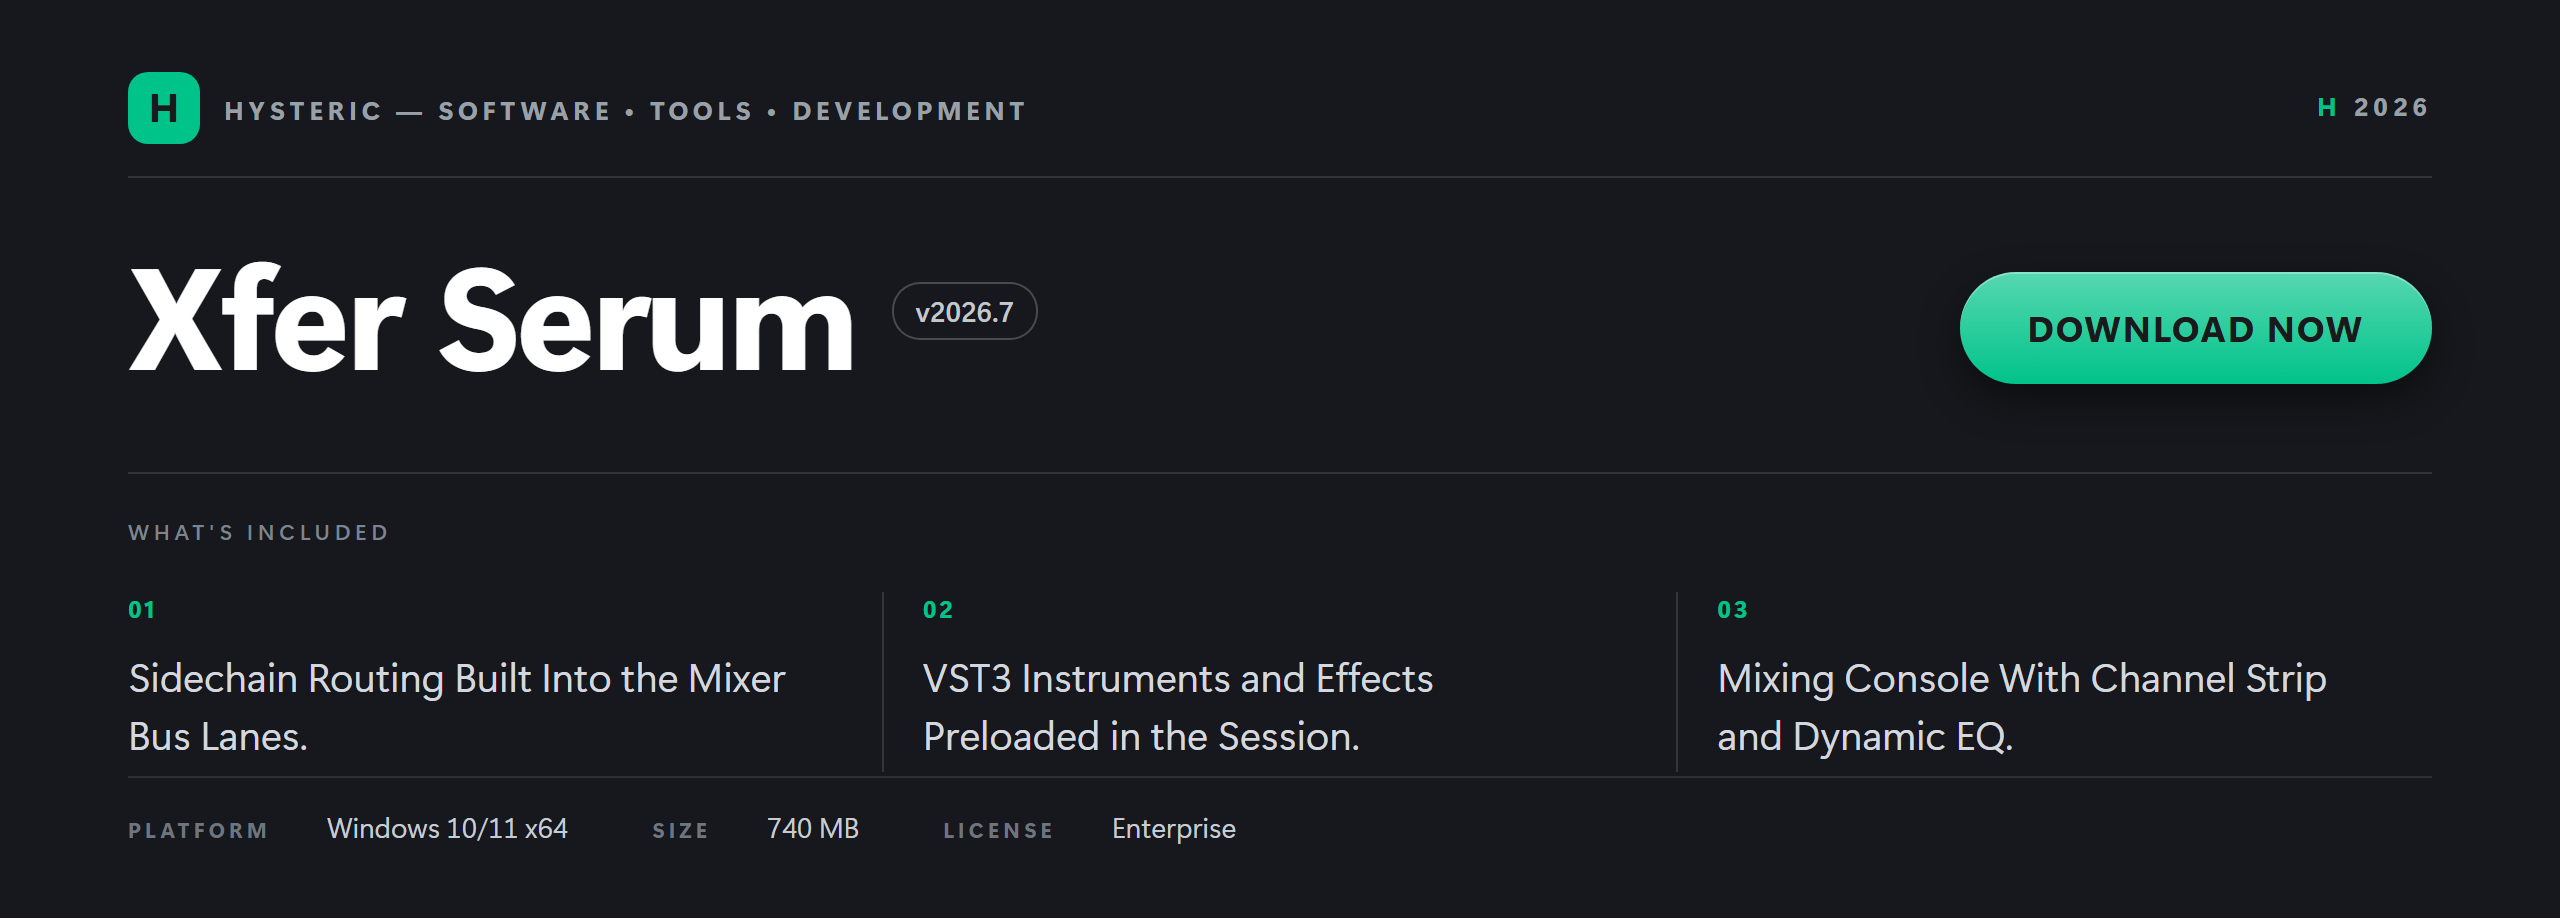 H HYSTERIC — SOFTWARE • TOOLS • DEVELOPMENT
H 2026
Xfer Serum v2026.7
DOWNLOAD NOW
WHAT'S INCLUDED
01
Sidechain Routing Built Into the Mixer
Bus Lanes.
02
VST3 Instruments and Effects
Preloaded in the Session.
03
Mixing Console With Channel Strip
and Dynamic EQ.
PLATFORM Windows 10/11 x64 SIZE 740 MB LICENSE Enterprise